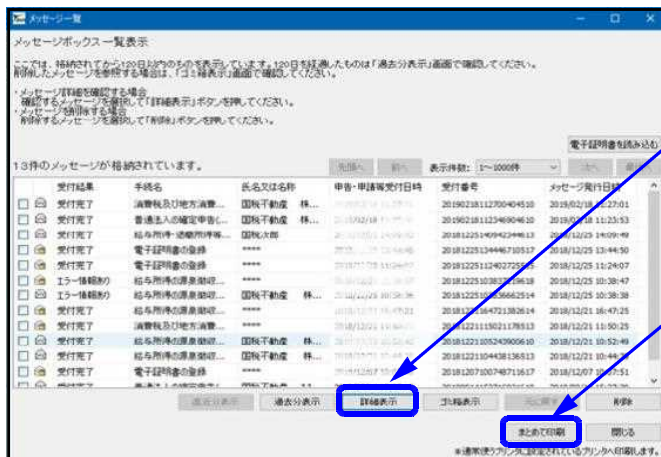 メッセージ一覧
メッセージボックス一覧表示
ここでは、格納されてから120日以内のものを表示しています。120日を経過したものは「過去分表示」画面で確認してください。
削除したメッセージを参照する場合は、「ゴミ箱表示」画面で確認してください。
・メッセージ詳細を確認する場合
確認するメッセージを選択して「詳細表示」ボタンを押してください。
・メッセージを削除する場合
削除するメッセージを選択して「削除」ボタンを押してください。
電子証明書を読み込む
13件のメッセージが格納されています。 先頭へ 前へ 表示件数: 1～1000件 次へ
受付結果 手続名 氏名又は名称 申告・申請等受付日時 受付番号 メッセージ発行日時
受付完了 消費税及び地方消費... 国税不動産 株... 20190218112700404510 2019/02/18 11:27:01
受付完了 普通法人の確定申告(... 国税不動産 株... 20190218112346904610 2019/02/18 11:23:53
受付完了 給与所得・退職所得等... 国税次郎 20181225140942344613 2018/12/25 14:09:49
受付完了 電子証明書の登録 **** 20181225134446710517 2018/12/25 13:44:50
受付完了 電子証明書の登録 **** 2018/12/25 11:24:07
エラー情報あり 給与所得の源泉徴収... **** 2018/12/25 10:38:47
エラー情報あり 給与所得の源泉徴収... 国税不動産 株... 2018/12/25 10:38:38
受付完了 給与所得の源泉徴収... **** 2018/12/21 16:47:25
受付完了 消費税及び地方消費... **** 20181221115021178513 2018/12/21 11:50:25
受付完了 給与所得の源泉徴収... 国税不動産 株... 20181221105243900610 2018/12/21 10:52:49
受付完了 給与所得の源泉徴収... 国税不動産 株... 20181221104438136513
受付完了 電子証明書の登録 **** 20181207100748711617
過去分表示 詳細表示 ゴミ箱表示 元に戻す 削除
まとめて印刷 閉じる
※通常使うプリンタに設定されているプリンタへ印刷します。